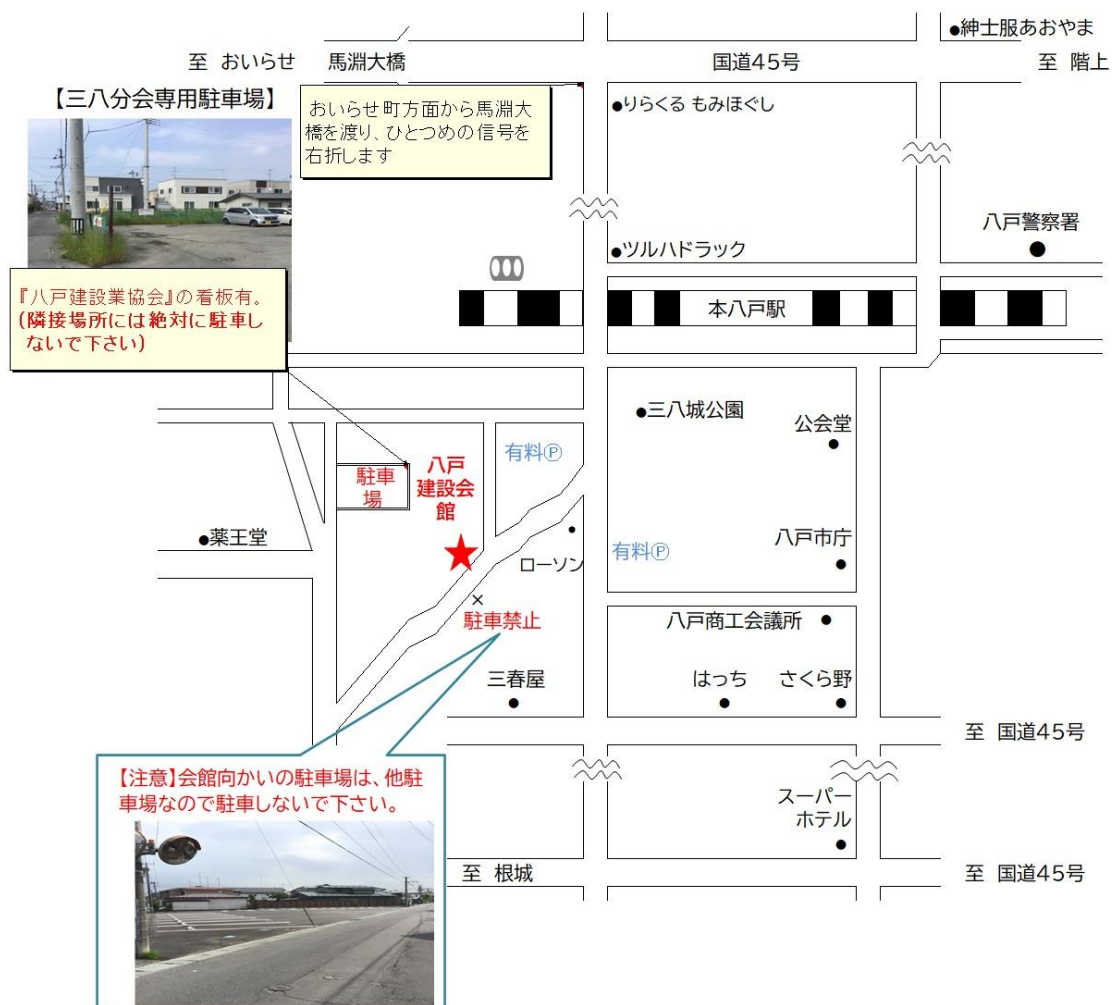 ●紳士服あおやま
至 おいらせ 馬淵大橋 国道45号 至 階上
【三八分会専用駐車場】
おいらせ町方面から馬淵大
橋を渡り、ひとつめの信号を
右折します
●りらくる もみほぐし
八戸警察署
●ツルハドラック
『八戸建設業協会』の看板有。
(隣接場所には絶対に駐車し
ないで下さい)
本八戸駅
●三八城公園
公会堂
有料Ⓟ
八戸
建設会
館
駐車
場
●薬王堂
ローソン
有料Ⓟ
八戸市庁
×
駐車禁止
八戸商工会議所
三春屋
はっち
さくら野
至 国道45号
【注意】会館向かいの駐車場は、他駐
車場なので駐車しないで下さい。
スーパー
ホテル
至 根城
至 国道45号